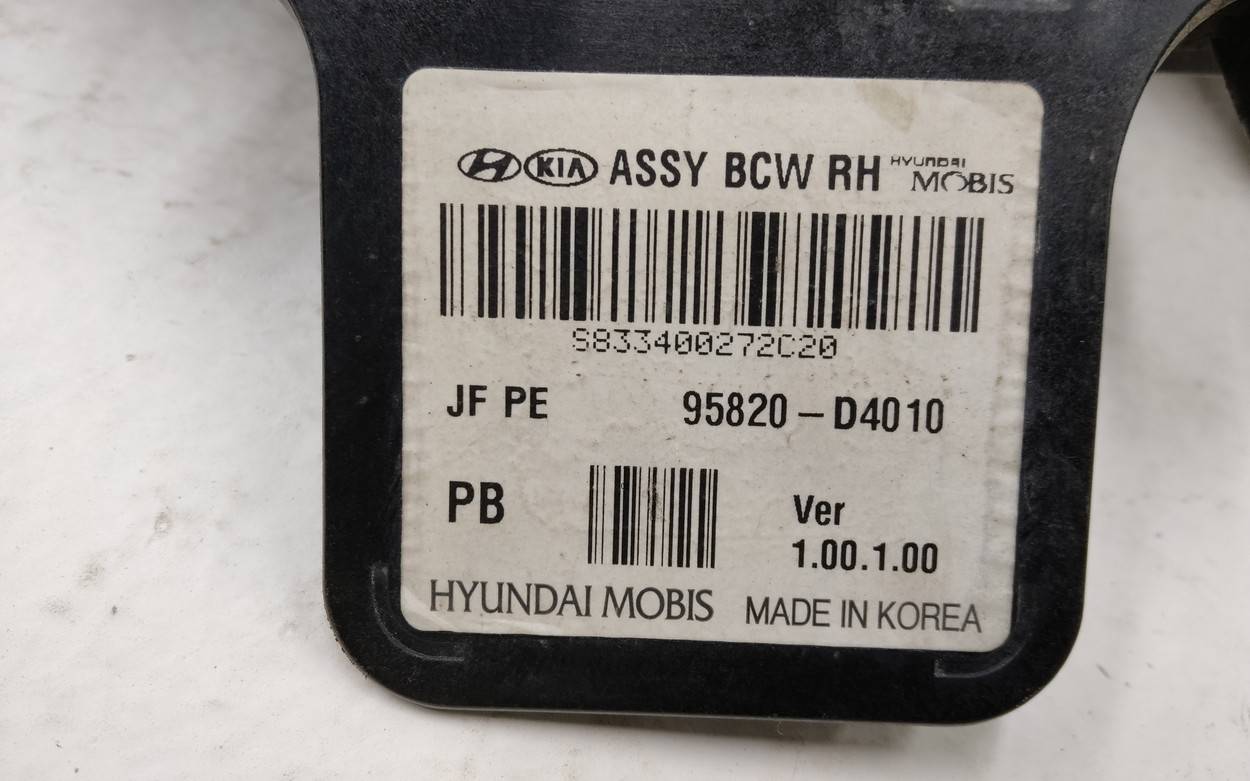 KIA ASSY BCW RH HYUNDAI MOBIS
S833400272C20
JF PE 95820-D4010
PB Ver
1.00.1.00
HYUNDAI MOBIS MADE IN KOREA